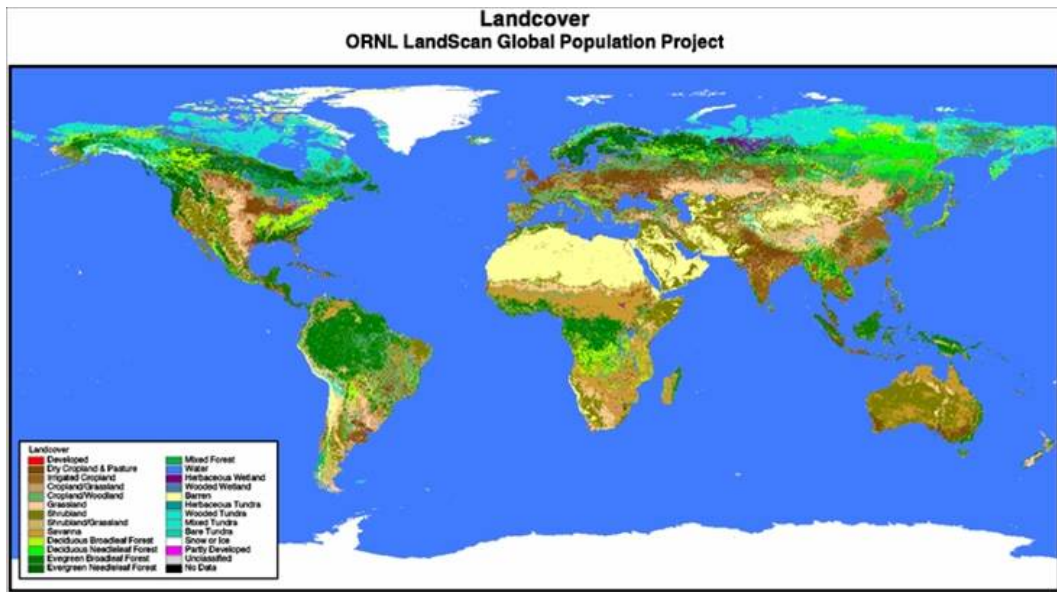 Landcover
ORNL LandScan Global Population Project
Landcover
Developed
Dry Cropland & Pasture
Irrigated Cropland
Cropland/Grassland
Cropland/Woodland
Grassland
Shrubland
Shrubland/Grassland
Savanna
Deciduous Broadleaf Forest
Deciduous Needleleaf Forest
Evegreen Broadleaf Forest
Evergreen Needleleaf Forest
Mixed Forest
Water
Herbaceous Wetland
Wooded Wetland
Barren
Herbaceous Tundra
Wooded Tundra
Mixed Tundra
Bare Tundra
Snow or Ice
Partly Developed
Unclassified
No Data